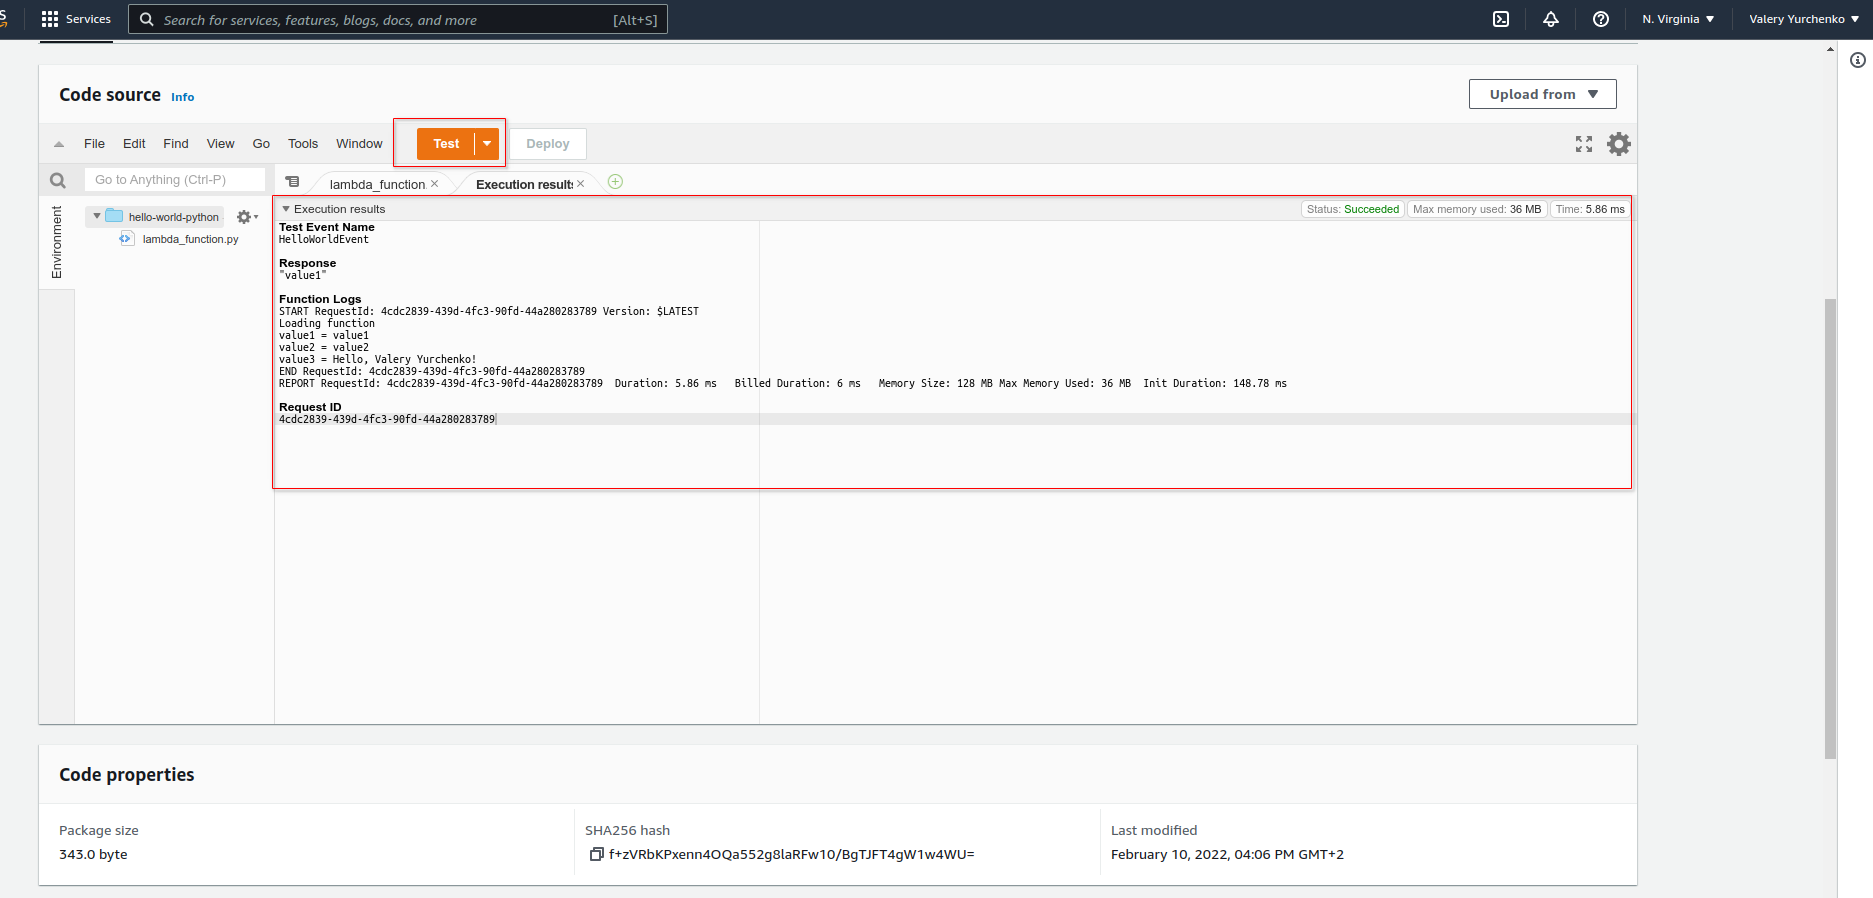 Services
Search for services, features, blogs, docs, and more [Alt+S]
N. Virginia
Valery Yurchenko
Code source Info
Upload from
File Edit Find View Go Tools Window Test Deploy
Go to Anything (Ctrl-P)
lambda_function
Execution results
Environment
hello-world-python
lambda_function.py
Execution results
Status: Succeeded Max memory used: 36 MB Time: 5.86 ms
Test Event Name
HelloWorldEvent
Response
"value1"
Function Logs
START RequestId: 4cdc2839-439d-4fc3-90fd-44a280283789 Version: $LATEST
Loading function
value1 = value1
value2 = value2
value3 = Hello, Valery Yurchenko!
END RequestId: 4cdc2839-439d-4fc3-90fd-44a280283789
REPORT RequestId: 4cdc2839-439d-4fc3-90fd-44a280283789 Duration: 5.86 ms Billed Duration: 6 ms Memory Size: 128 MB Max Memory Used: 36 MB Init Duration: 148.78 ms
Request ID
4cdc2839-439d-4fc3-90fd-44a280283789
Code properties
Package size
343.0 byte
SHA256 hash
f+zVRbKPxenn4OQa552g8laRFw10/BgTJFT4gW1w4WU=
Last modified
February 10, 2022, 04:06 PM GMT+2